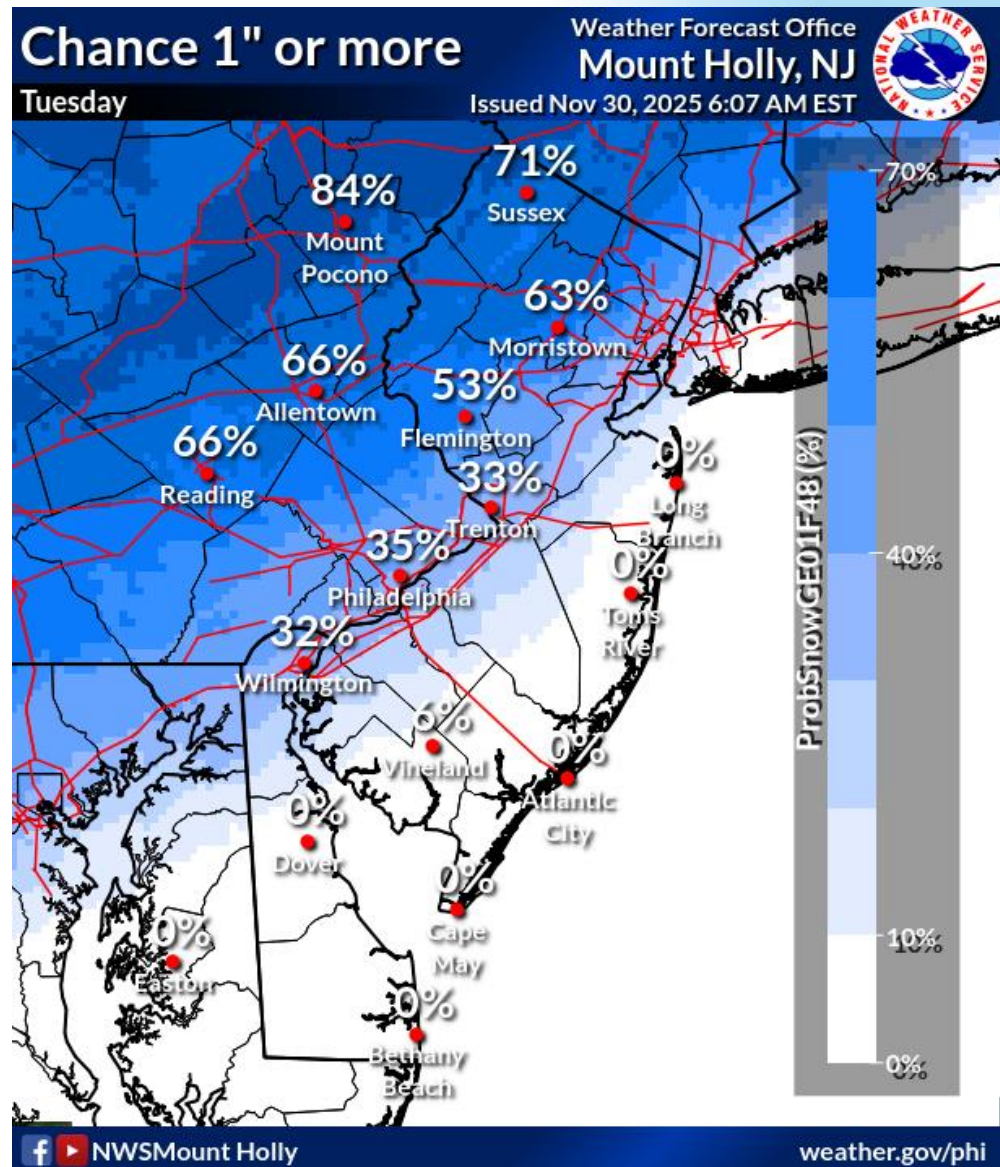 Chance 1" or more
Weather Forecast Office
Mount Holly, NJ
Tuesday
Issued Nov 30, 2025 6:07 AM EST
NATIONAL WEATHER SERVICE
84%
Mount
Pocono
71%
Sussex
70%
63%
Morristown
66%
Allentown
53%
Flemington
66%
Reading
33%
Trenton
0%
Long
Branch
35%
Philadelphia
0%
Toms
River
ProbSnowGE01F48 (%)
40%
32%
Wilmington
6%
Vineland
0%
Atlantic
City
0%
Dover
0%
Cape
May
10%
0%
Easton
0%
Bethany
Beach
0%
NWSMount Holly
weather.gov/phi